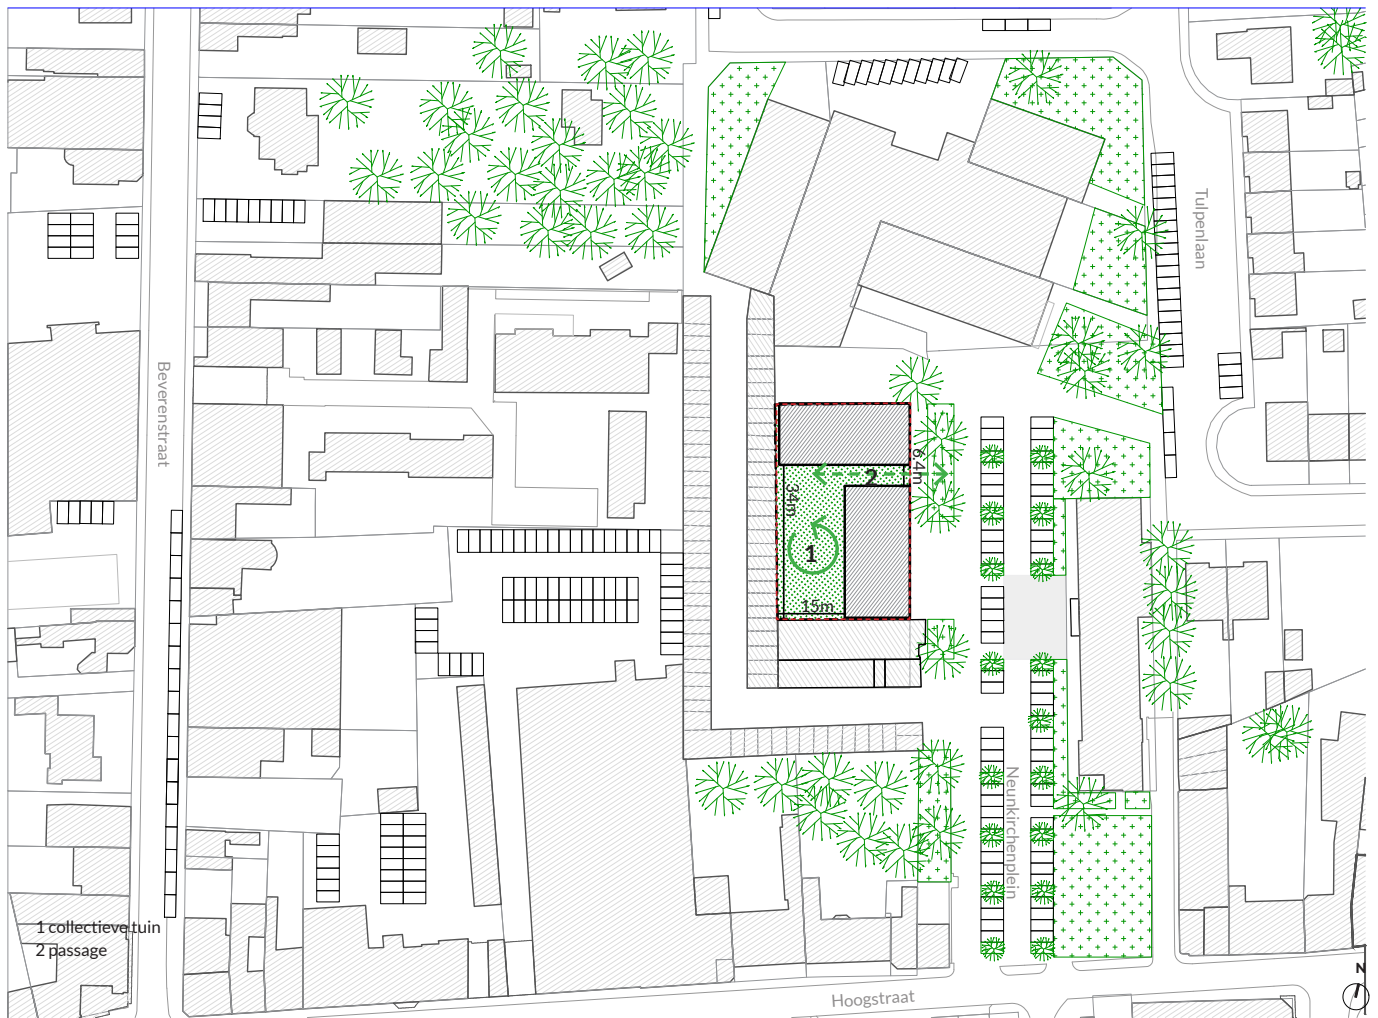 Tulpenlaan
Beverenstraat
6.4m
2
34m
1
15m
Neunkirchenplein
1 collectieve tuin
2 passage
N
Hoogstraat